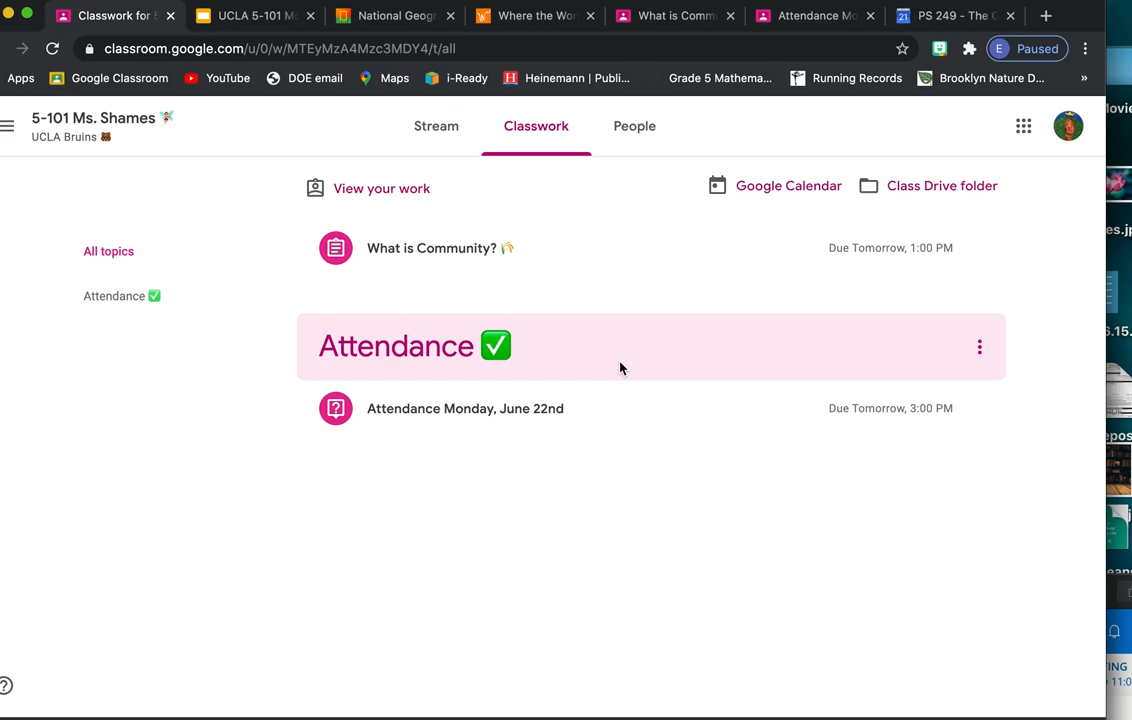 Classwork for 5
UCLA 5-101 M
National Geogr
Where the Wor
What is Comm
Attendance Mo
PS 249 - The C
classroom.google.com/u/0/w/MTEyMzA4Mzc3MDY4/t/all
E Paused
Apps
Google Classroom
YouTube
DOE email
Maps
i-Ready
Heinemann | Publi...
Grade 5 Mathema...
Running Records
Brooklyn Nature D...
»
5-101 Ms. Shames 🧚
UCLA Bruins 🐻
Stream
Classwork
People
View your work
Google Calendar
Class Drive folder
All topics
Attendance ✅
What is Community? 🌾
Due Tomorrow, 1:00 PM
Attendance ✅
Attendance Monday, June 22nd
Due Tomorrow, 3:00 PM